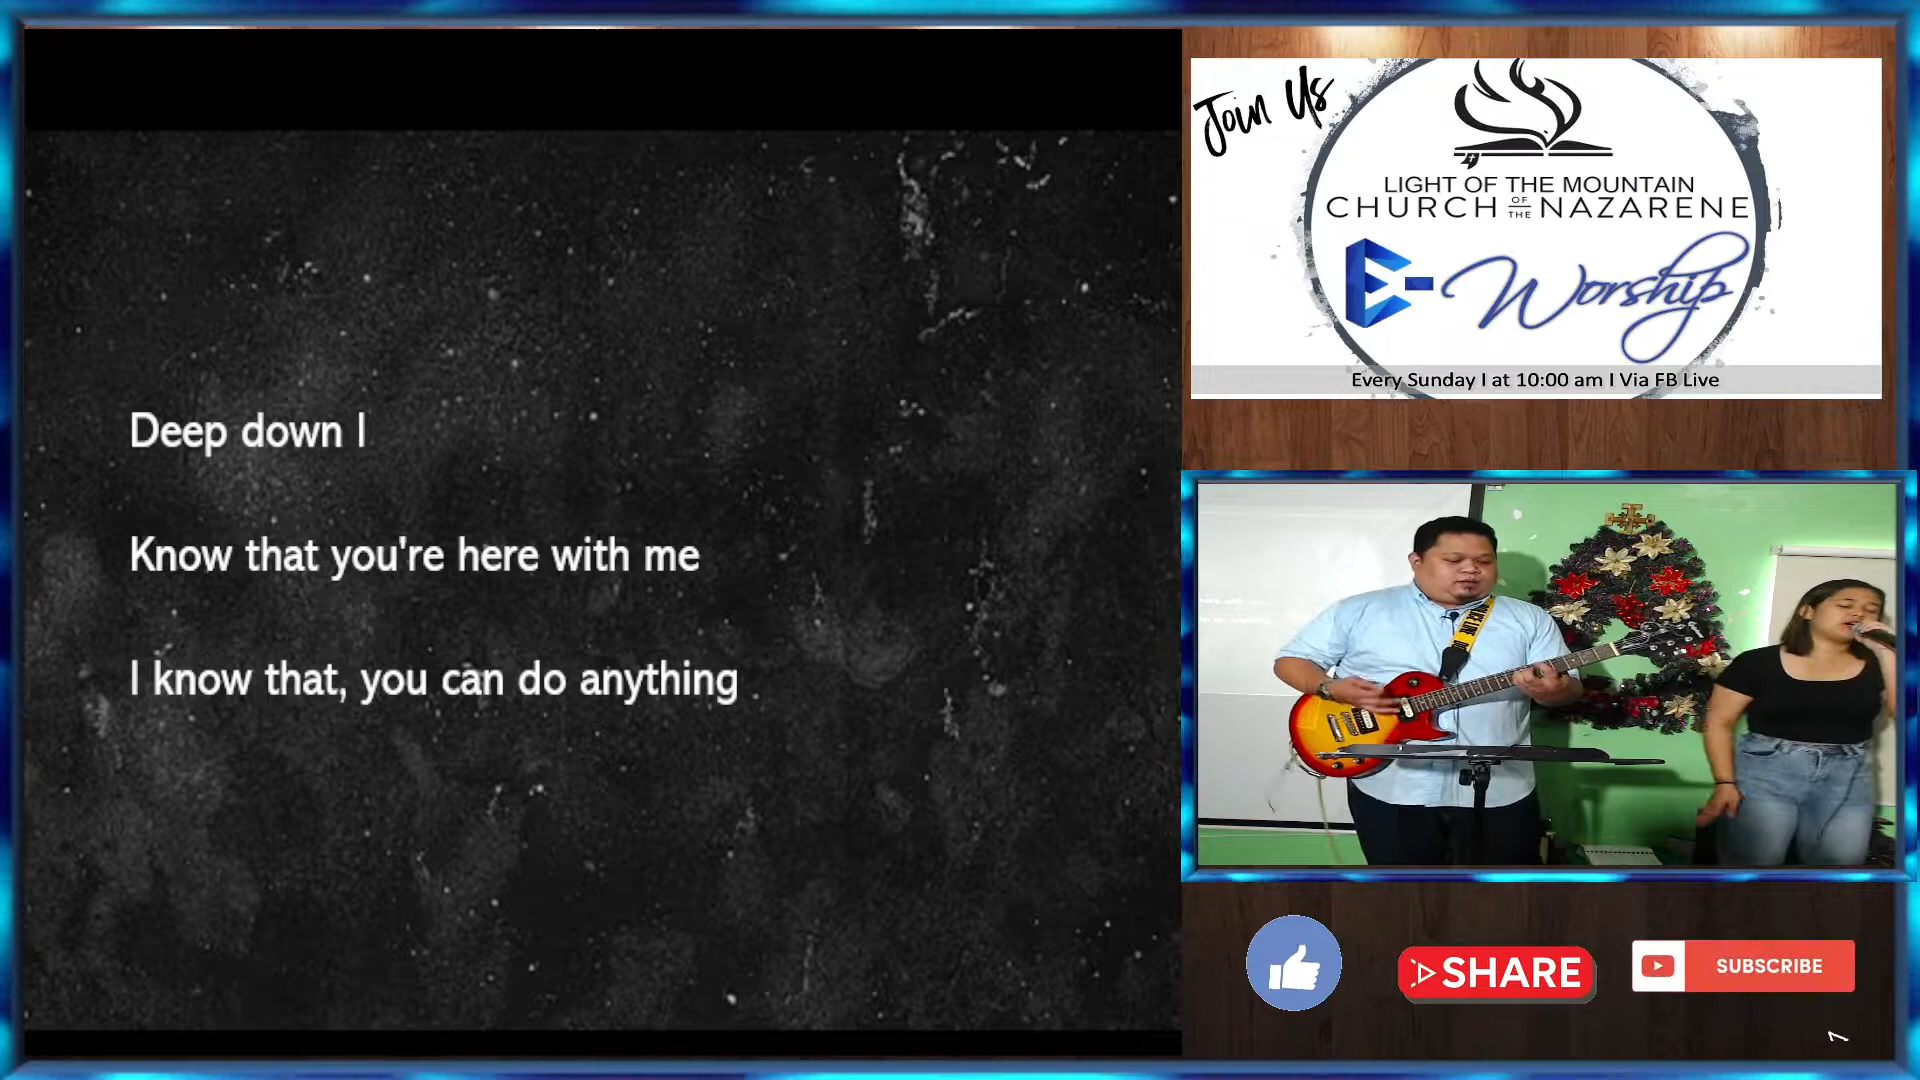 Deep down I
Know that you're here with me
I know that, you can do anything
Join Us
LIGHT OF THE MOUNTAIN
CHURCH OF THE NAZARENE
E-Worship
Every Sunday I at 10:00 am I Via FB Live
SHARE
SUBSCRIBE